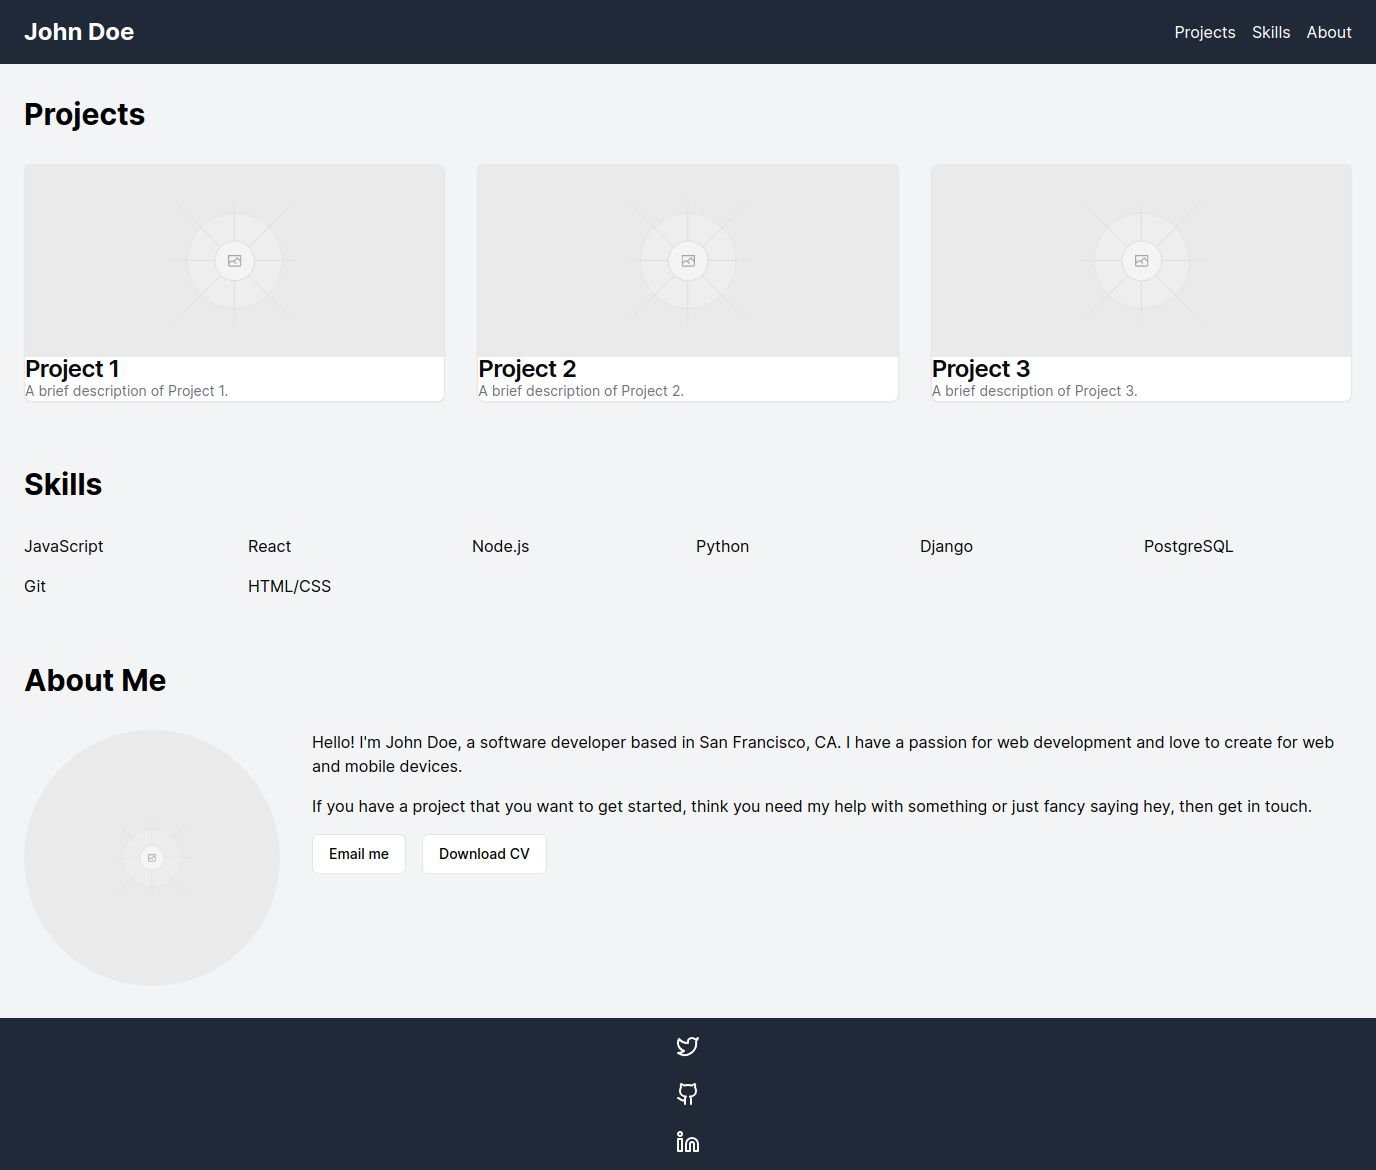 John Doe
Projects Skills About
Projects
Project 1
A brief description of Project 1.
Project 2
A brief description of Project 2.
Project 3
A brief description of Project 3.
Skills
JavaScript React Node.js Python Django PostgreSQL
Git HTML/CSS
About Me
Hello! I'm John Doe, a software developer based in San Francisco, CA. I have a passion for web development and love to create for web
and mobile devices.
If you have a project that you want to get started, think you need my help with something or just fancy saying hey, then get in touch.
Email me Download CV